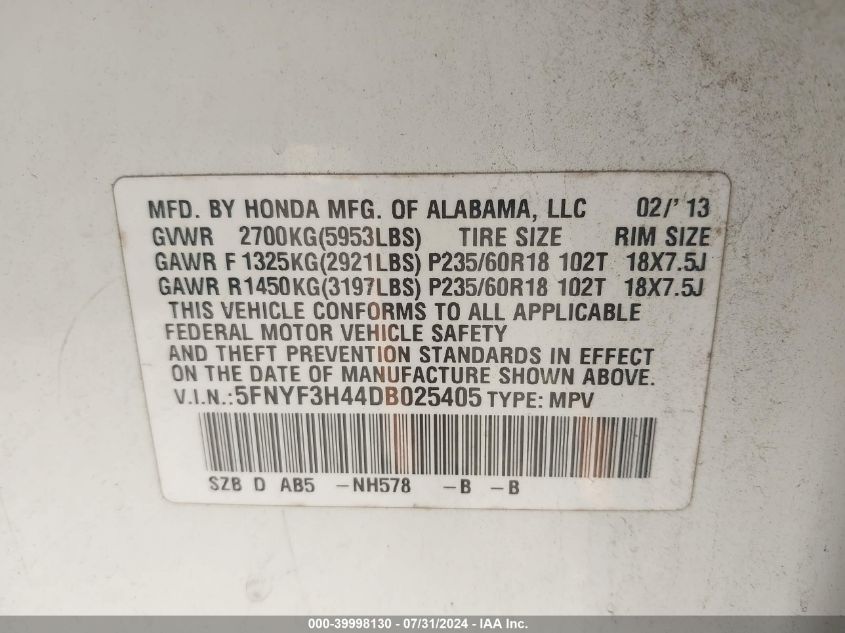 MFD. BY HONDA MFG. OF ALABAMA, LLC 02/' 13
GVWR 2700KG(5953LBS) TIRE SIZE RIM SIZE
GAWR F 1325KG(2921LBS) P235/60R18 102T 18X7.5J
GAWR R1450KG(3197LBS) P235/60R18 102T 18X7.5J
THIS VEHICLE CONFORMS TO ALL APPLICABLE
FEDERAL MOTOR VEHICLE SAFETY
AND THEFT PREVENTION STANDARDS IN EFFECT
ON THE DATE OF MANUFACTURE SHOWN ABOVE.
V.I.N.:5FNYF3H44DB025405 TYPE: MPV
SZB D AB5 -NH578 -B -B
000-39998130 - 07/31/2024 - IAA Inc.